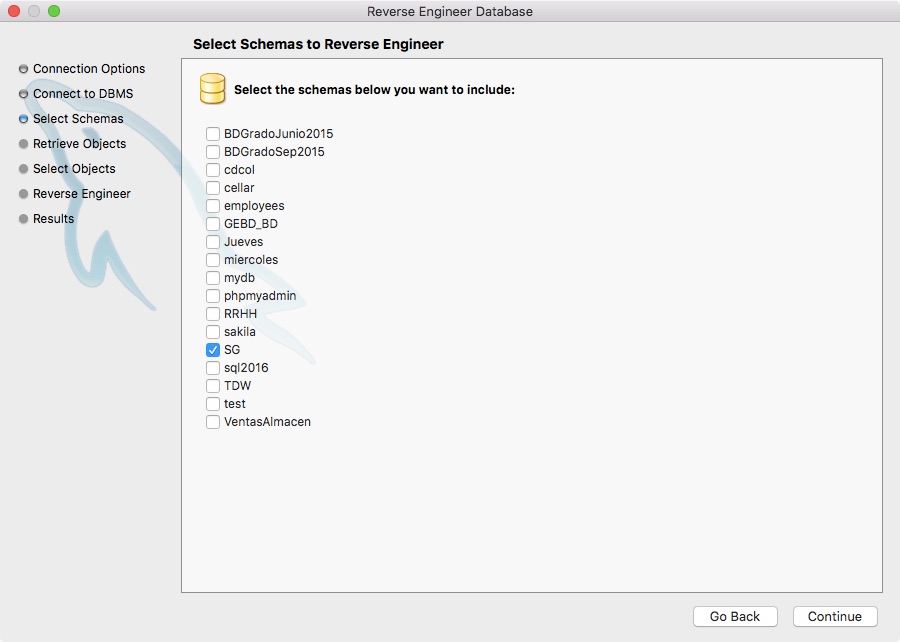 Reverse Engineer Database
Select Schemas to Reverse Engineer
Connection Options
Connect to DBMS
Select Schemas
Retrieve Objects
Select Objects
Reverse Engineer
Results
Select the schemas below you want to include:
BDGradoJunio2015
BDGradoSep2015
cdcol
cellar
employees
GEBD_BD
Jueves
miercoles
mydb
phpmyadmin
RRHH
sakila
SG
sql2016
TDW
test
VentasAlmacen
Go Back
Continue